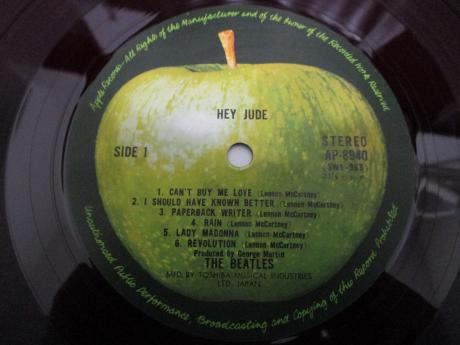 Apple Records-All Rights of the Manufacturer and of the Owner of the Recorded Work Reserved
HEY JUDE
SIDE 1
STEREO
AP-8940
1. CAN'T BUY ME LOVE (Lennon-McCartney)
2. I SHOULD HAVE KNOWN BETTER (Lennon-McCartney)
3. PAPERBACK WRITER (Lennon-McCartney)
4. RAIN (Lennon-McCartney)
5. LADY MADONNA (Lennon-McCartney)
6. REVOLUTION (Lennon-McCartney)
Produced by George Martin
THE BEATLES
MFD. BY TOSHIBA MUSICAL INDUSTRIES
LTD. JAPAN
Unauthorised Public Performance, Broadcasting and Copying of this Record Prohibited